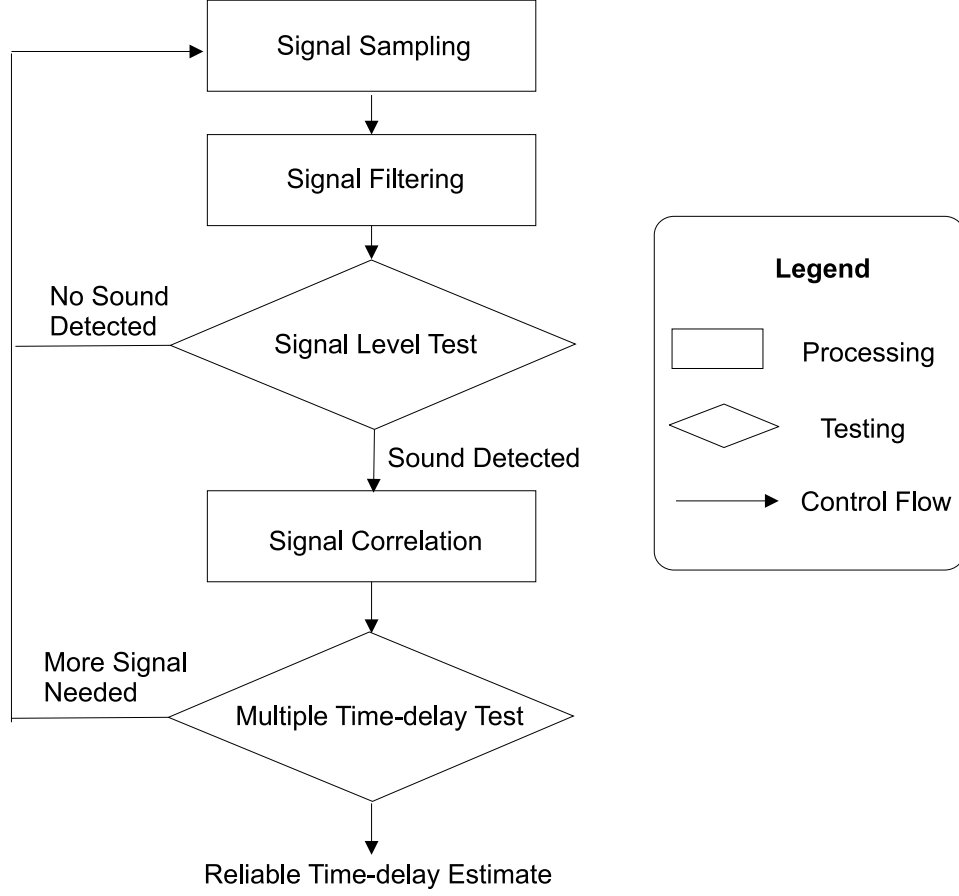 Signal Sampling
Signal Filtering
No Sound
Detected
Signal Level Test
Sound Detected
Signal Correlation
More Signal
Needed
Multiple Time-delay Test
Reliable Time-delay Estimate
Legend
Processing
Testing
Control Flow